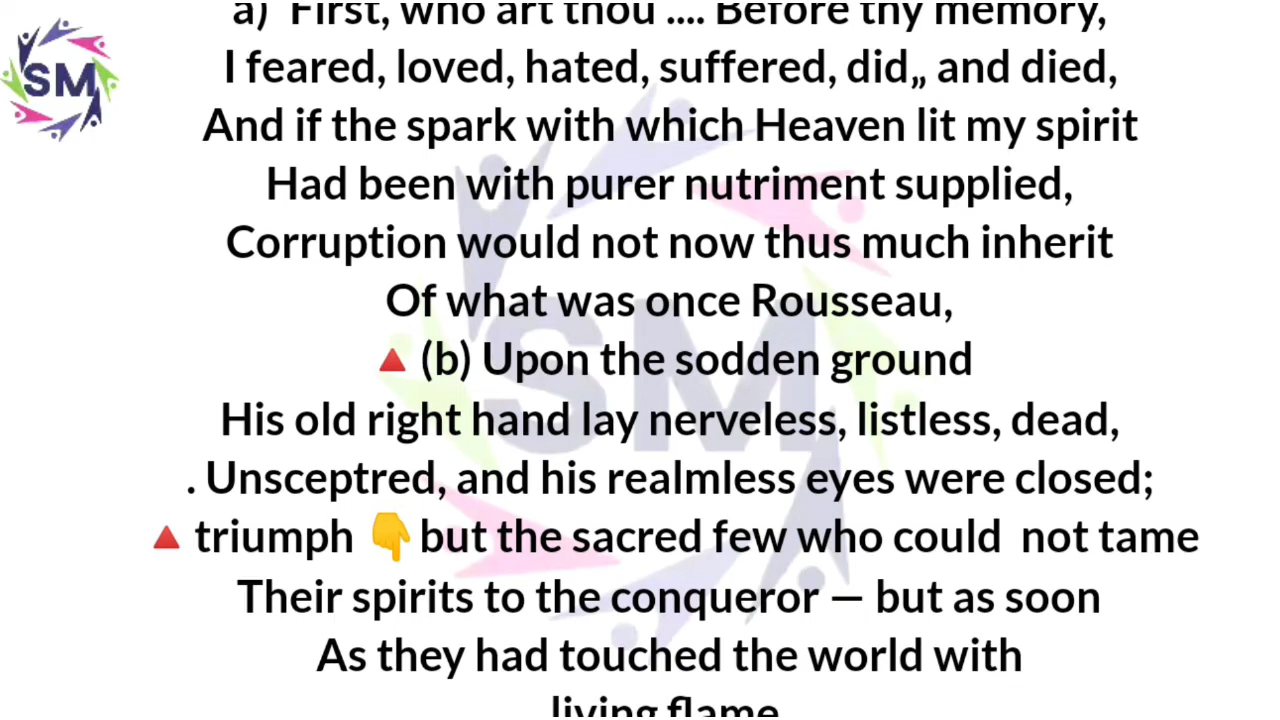 SM
a) First, who art thou .... Before thy memory,
I feared, loved, hated, suffered, did,, and died,
And if the spark with which Heaven lit my spirit
Had been with purer nutriment supplied,
Corruption would not now thus much inherit
Of what was once Rousseau,
🔺(b) Upon the sodden ground
His old right hand lay nerveless, listless, dead,
. Unsceptred, and his realmless eyes were closed;
🔺triumph 👇but the sacred few who could not tame
Their spirits to the conqueror — but as soon
As they had touched the world with
living flame